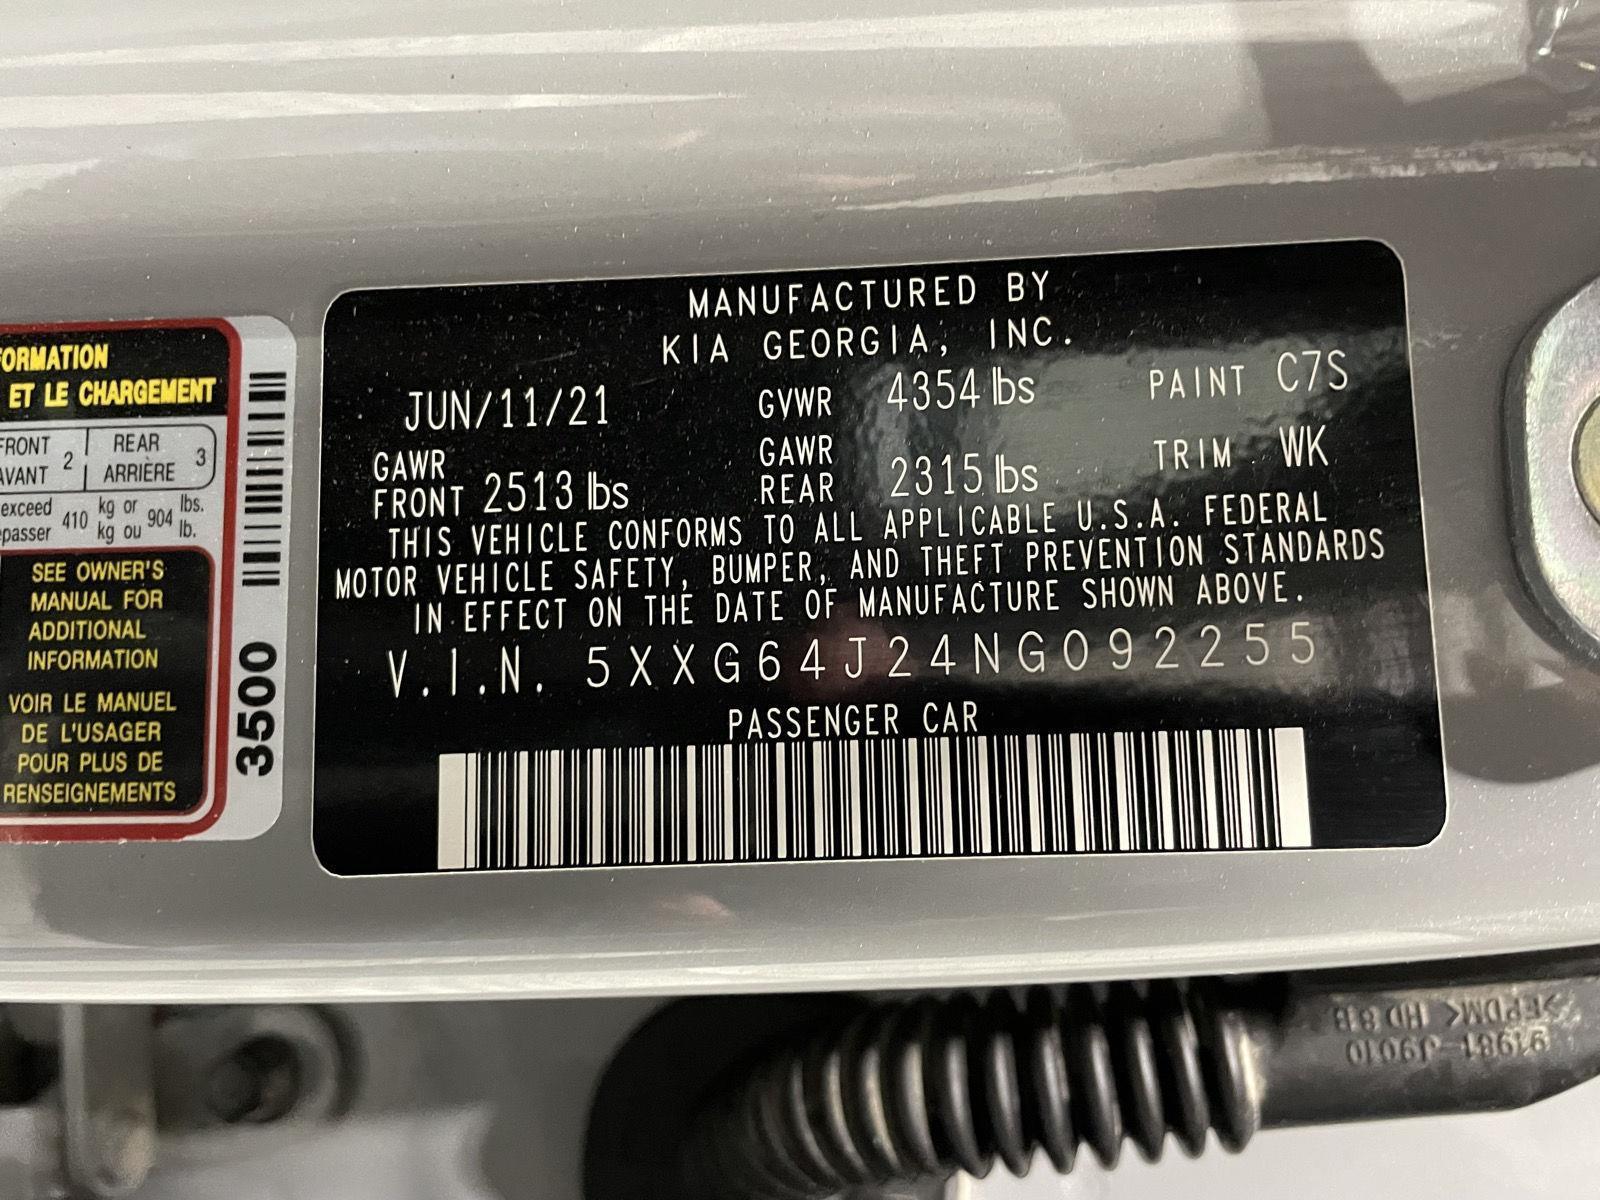 FORMATION
ET LE CHARGEMENT
FRONT 2 REAR 3
AVANT ARRIÈRE
exceed 410 kg or 904 lbs.
passer kg ou lb.
SEE OWNER'S
MANUAL FOR
ADDITIONAL
INFORMATION
VOIR LE MANUEL
DE L'USAGER
POUR PLUS DE
RENSEIGNEMENTS
3500
MANUFACTURED BY
KIA GEORGIA, INC.
JUN/11/21 GVWR 4354 lbs PAINT C7S
GAWR FRONT 2513 lbs GAWR REAR 2315 lbs TRIM WK
THIS VEHICLE CONFORMS TO ALL APPLICABLE U.S.A. FEDERAL
MOTOR VEHICLE SAFETY, BUMPER, AND THEFT PREVENTION STANDARDS
IN EFFECT ON THE DATE OF MANUFACTURE SHOWN ABOVE.
V.I.N. 5XXG64J24NG092255
PASSENGER CAR
91981-J9010